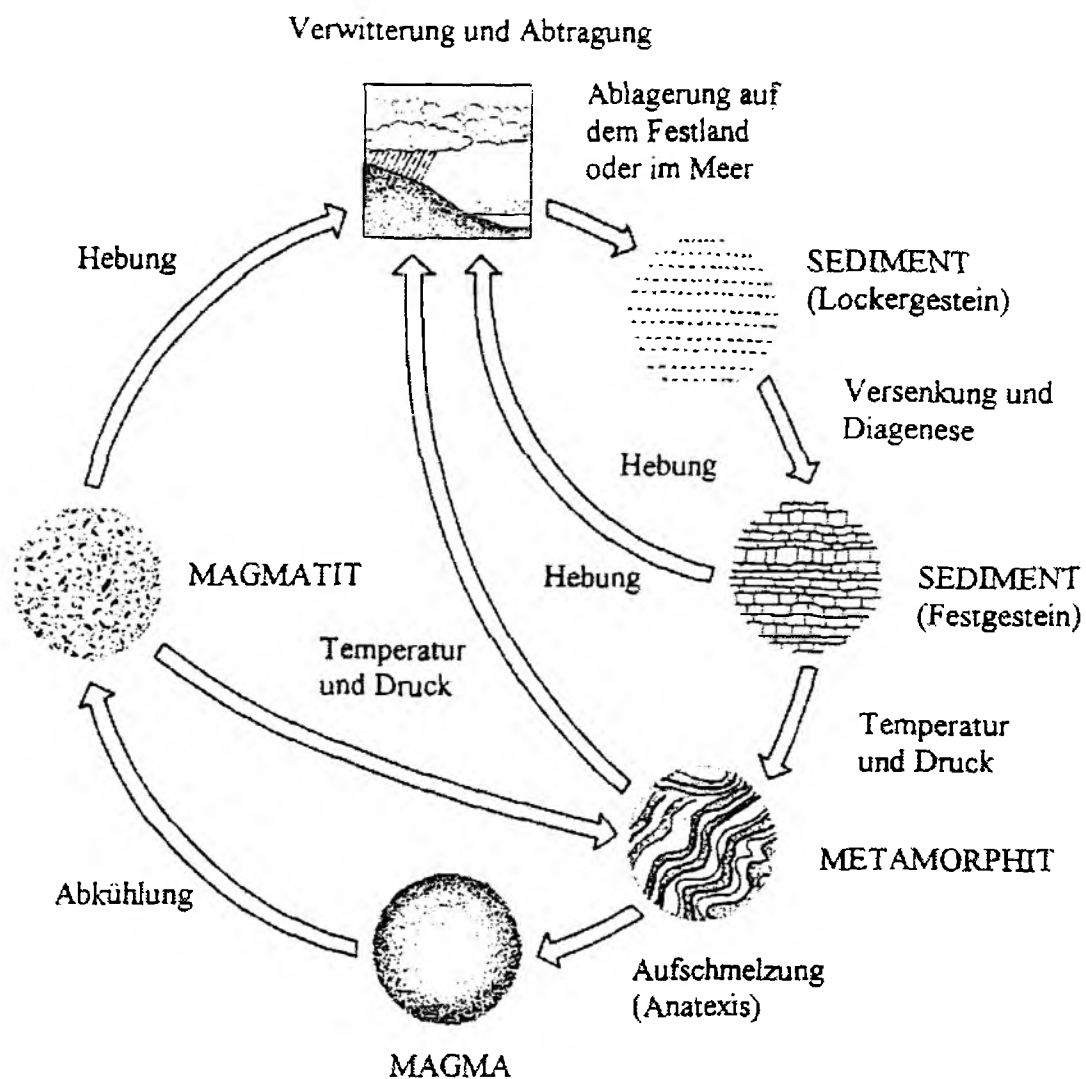 Verwitterung und Abtragung
Ablagerung auf
dem Festland
oder im Meer
Hebung
SEDIMENT
(Lockergestein)
Versenkung und
Diagenese
Hebung
MAGMATIT
Hebung
SEDIMENT
(Festgestein)
Temperatur
und Druck
Temperatur
und Druck
METAMORPHIT
Abkühlung
Aufschmelzung
(Anatexis)
MAGMA